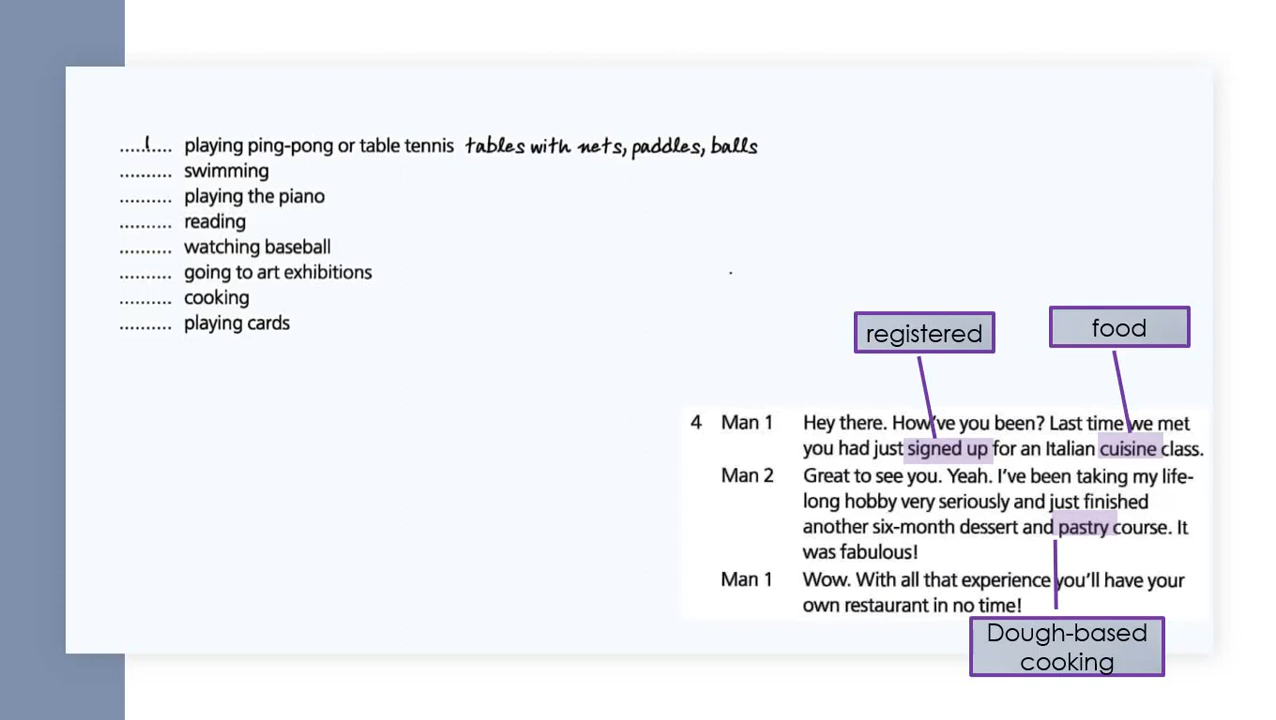 .....1.... playing ping-pong or table tennis tables with nets, paddles, balls
.......... swimming
.......... playing the piano
.......... reading
.......... watching baseball
.......... going to art exhibitions
.......... cooking
.......... playing cards
registered
food
4 Man 1 Hey there. How've you been? Last time we met
you had just signed up for an Italian cuisine class.
Man 2 Great to see you. Yeah. I've been taking my life-
long hobby very seriously and just finished
another six-month dessert and pastry course. It
was fabulous!
Man 1 Wow. With all that experience you'll have your
own restaurant in no time!
Dough-based
cooking